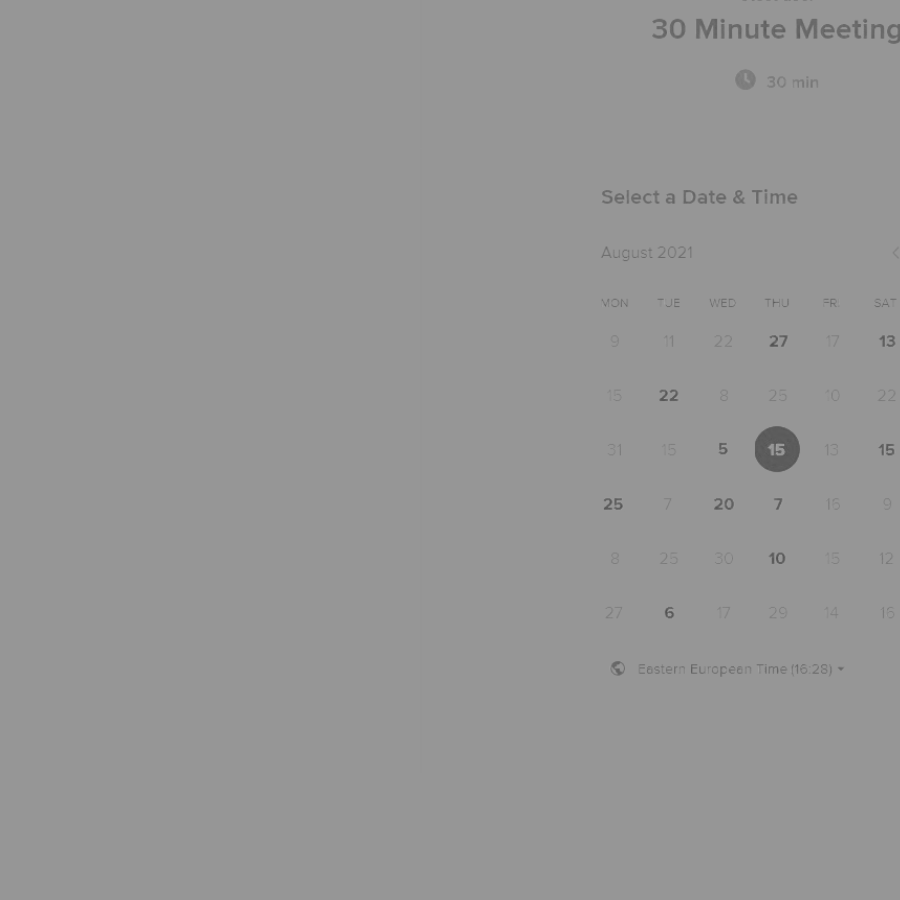 30 Minute Meeting
30 min
Select a Date & Time
August 2021
MON TUE WED THU FRI SAT
9 11 22 27 17 13
15 22 8 25 10 22
31 15 5 15 13 15
25 7 20 7 16 9
8 25 30 10 15 12
27 6 17 29 14 16
Eastern European Time (16:28)